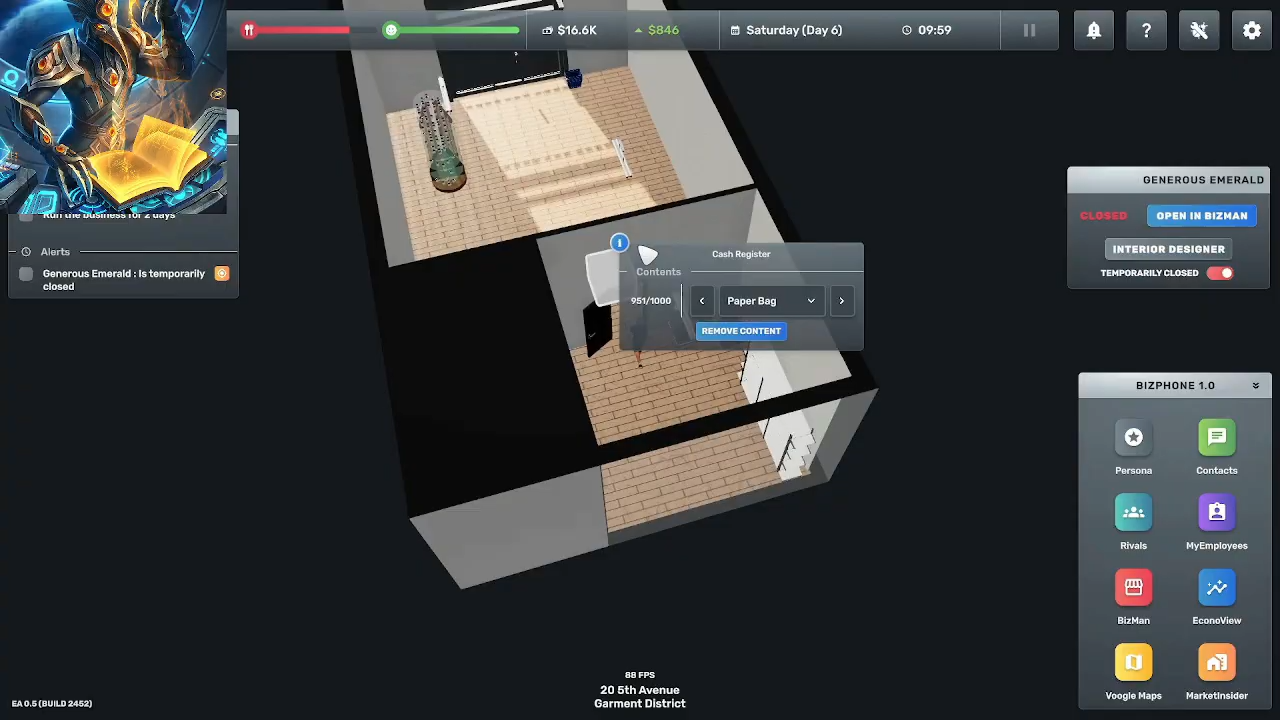 $16.6K
$846
Saturday (Day 6)
09:59
?
Run the business for 2 days
Alerts
Generous Emerald : Is temporarily
closed
i
Cash Register
Contents
951/1000
Paper Bag
REMOVE CONTENT
GENEROUS EMERALD
CLOSED
OPEN IN BIZMAN
INTERIOR DESIGNER
TEMPORARILY CLOSED
BIZPHONE 1.0
Persona
Contacts
Rivals
MyEmployees
BizMan
EconoView
Voogle Maps
MarketInsider
88 FPS
20 5th Avenue
Garment District
EA 0.5 (BUILD 2452)